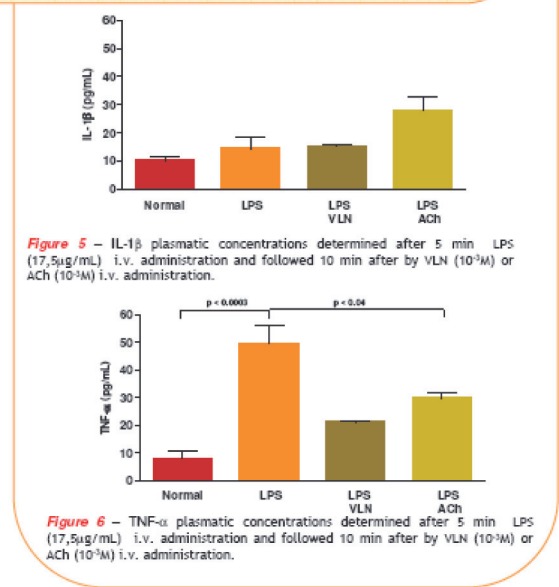 60
50
40
30
20
10
0
IL-1β (pg/mL)
Normal LPS LPS LPS
VLN ACh
Figure 5 – IL-1β plasmatic concentrations determined after 5 min LPS
(17,5µg/mL) i.v. administration and followed 10 min after by VLN (10⁻³M) or
ACh (10⁻³M) i.v. administration.
p < 0.0003 p < 0.04
60
50
40
30
20
10
0
TNF-α (pg/mL)
Normal LPS LPS LPS
VLN ACh
Figure 6 – TNF-α plasmatic concentrations determined after 5 min LPS
(17,5µg/mL) i.v. administration and followed 10 min after by VLN (10⁻³M) or
ACh (10⁻³M) i.v. administration.